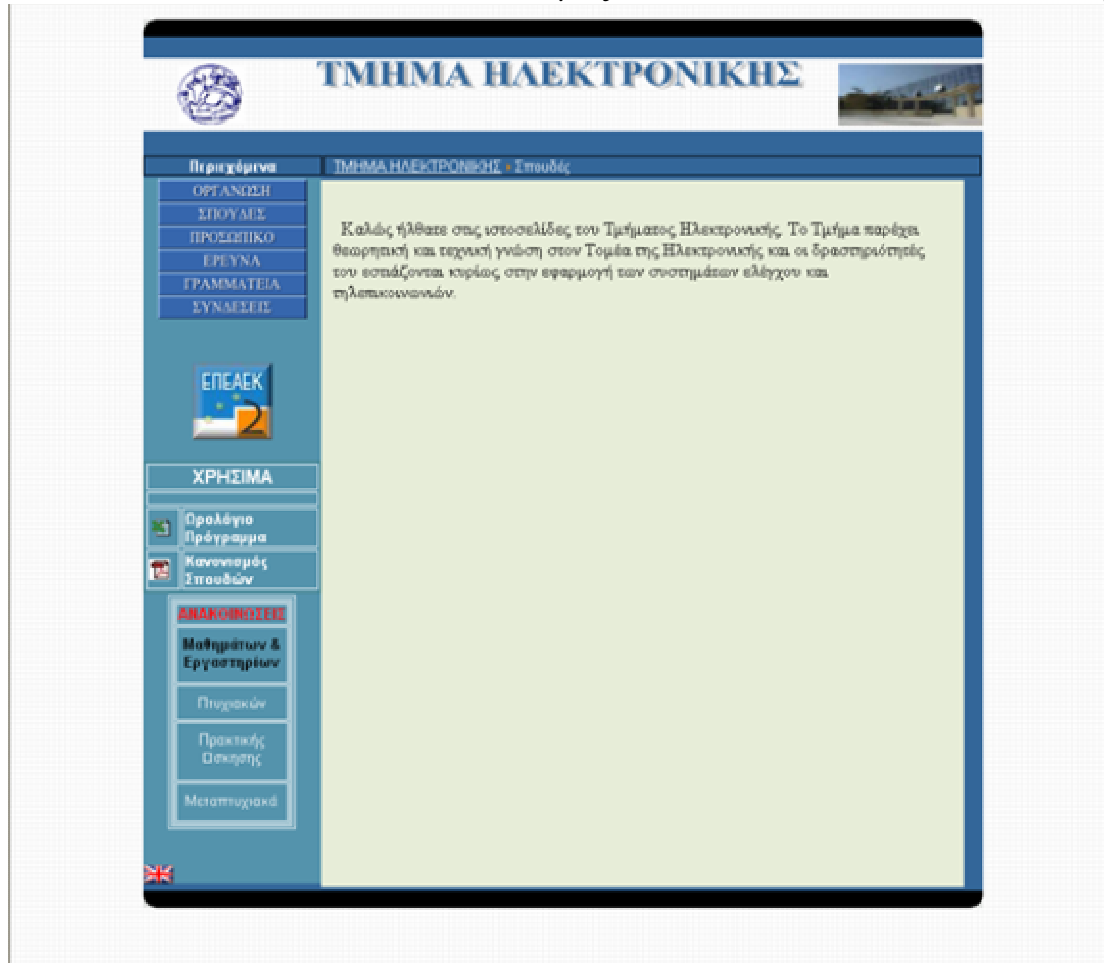 ΤΜΗΜΑ ΗΛΕΚΤΡΟΝΙΚΗΣ
Περιεχόμενα
ΤΜΗΜΑ ΗΛΕΚΤΡΟΝΙΚΗΣ • Σπουδές
ΟΡΓΑΝΩΣΗ
ΣΠΟΥΔΕΣ
ΠΡΟΣΩΠΙΚΟ
ΕΡΕΥΝΑ
ΓΡΑΜΜΑΤΕΙΑ
ΣΥΝΔΕΣΕΙΣ
Καλώς ήλθατε στις ιστοσελίδες του Τμήματος Ηλεκτρονικής. Το Τμήμα παρέχει
θεωρητική και τεχνική γνώση στον Τομέα της Ηλεκτρονικής και οι δραστηριότητές
του εστιάζονται κυρίως στην εφαρμογή των συστημάτων ελέγχου και
τηλεπικοινωνιών.
ΕΠΕΑΕΚ
2
ΧΡΗΣΙΜΑ
Ωρολόγιο
Πρόγραμμα
Κανονισμός
Σπουδών
ΑΝΑΚΟΙΝΩΣΕΙΣ
Μαθημάτων &
Εργαστηρίων
Πτυχιακών
Πρακτικής
Ωσκησης
Μεταπτυχιακά